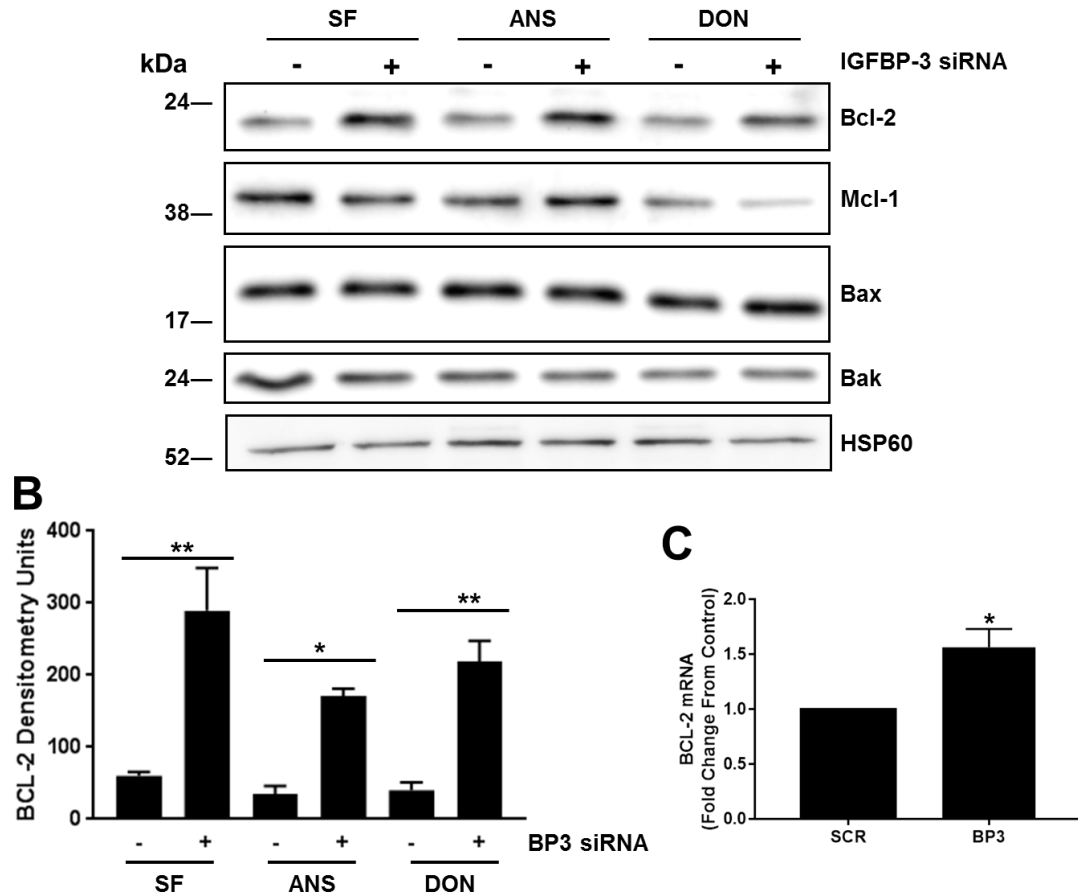 SF ANS DON
kDa - + - + - + IGFBP-3 siRNA
24— Bcl-2
38— Mcl-1
17— Bax
24— Bak
52— HSP60
B
BCL-2 Densitometry Units
400
300
200
100
0
** * **
- + - + - + BP3 siRNA
SF ANS DON
C
BCL-2 mRNA
(Fold Change From Control)
2.0
1.5
1.0
0.5
0.0
*
SCR BP3